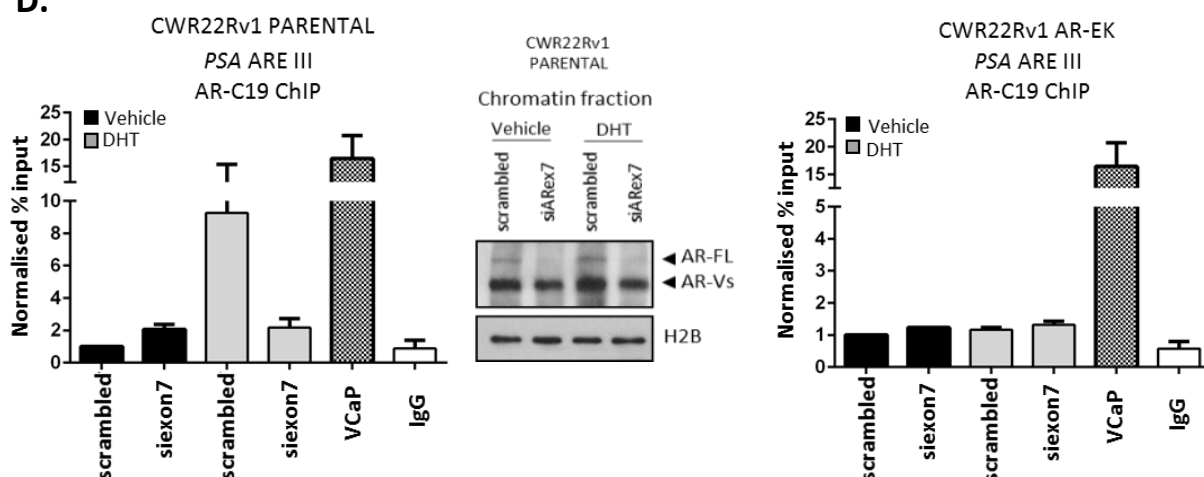 D.
CWR22Rv1 PARENTAL
PSA ARE III
AR-C19 ChIP
Vehicle
DHT
Normalised % input
25
20
15
10
8
6
4
2
0
scrambled
siexon7
scrambled
siexon7
VCaP
IgG
CWR22Rv1
PARENTAL
Chromatin fraction
Vehicle DHT
scrambled
siARex7
scrambled
siARex7
AR-FL
AR-Vs
H2B
CWR22Rv1 AR-EK
PSA ARE III
AR-C19 ChIP
Vehicle
DHT
Normalised % input
25
20
15
5
4
3
2
1
0
scrambled
siexon7
scrambled
siexon7
VCaP
IgG